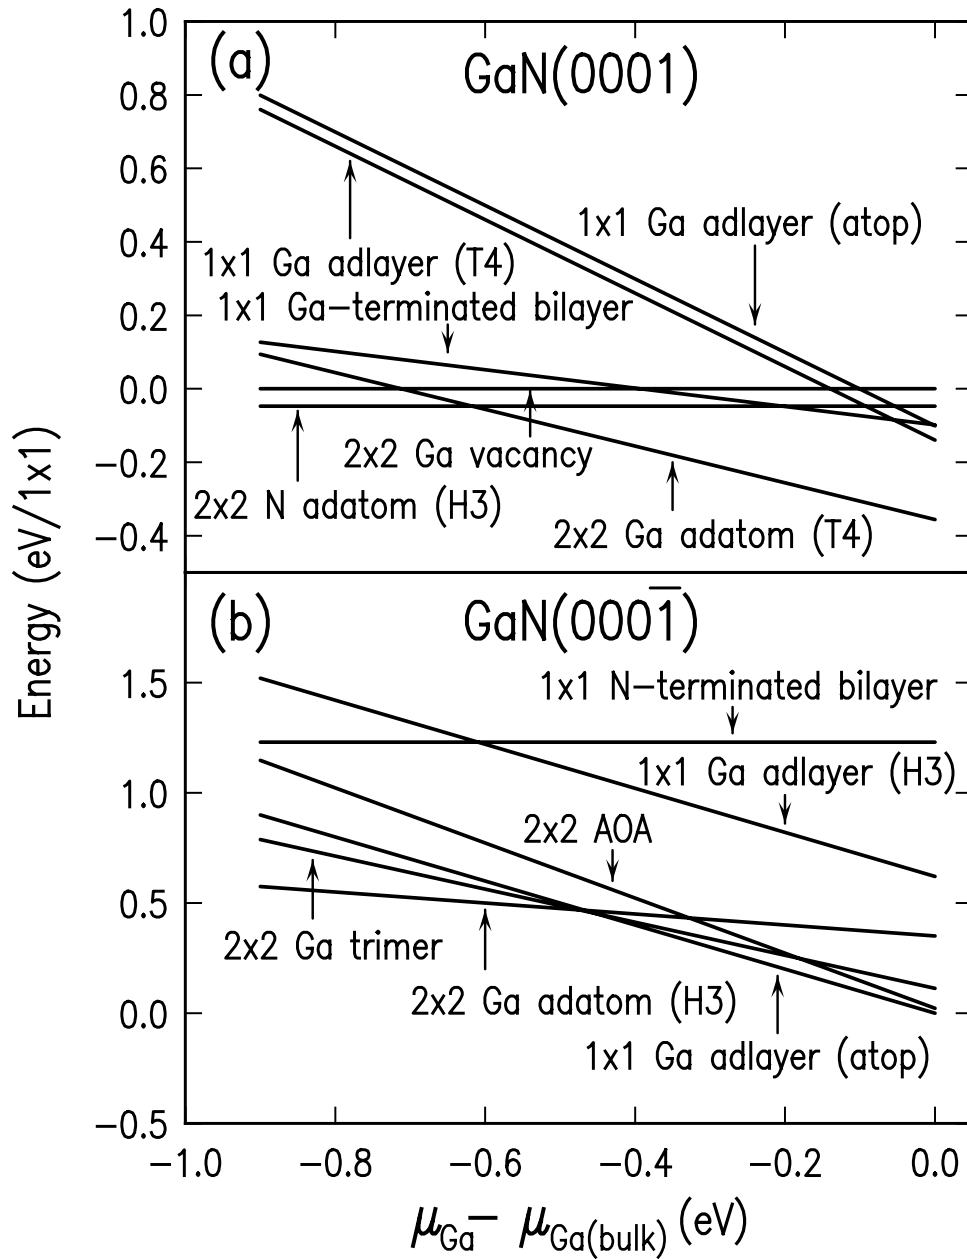 1.0
(a)
GaN(0001)
0.8
0.6
1x1 Ga adlayer (atop)
0.4
1x1 Ga adlayer (T4)
1x1 Ga-terminated bilayer
0.2
0.0
2x2 Ga vacancy
−0.2
2x2 N adatom (H3)
2x2 Ga adatom (T4)
−0.4
Energy (eV/1x1)
(b)
GaN(0001̅)
1.5
1x1 N-terminated bilayer
1x1 Ga adlayer (H3)
1.0
2x2 AOA
0.5
2x2 Ga trimer
2x2 Ga adatom (H3)
0.0
1x1 Ga adlayer (atop)
−0.5
−1.0 −0.8 −0.6 −0.4 −0.2 0.0
μGa− μGa(bulk) (eV)